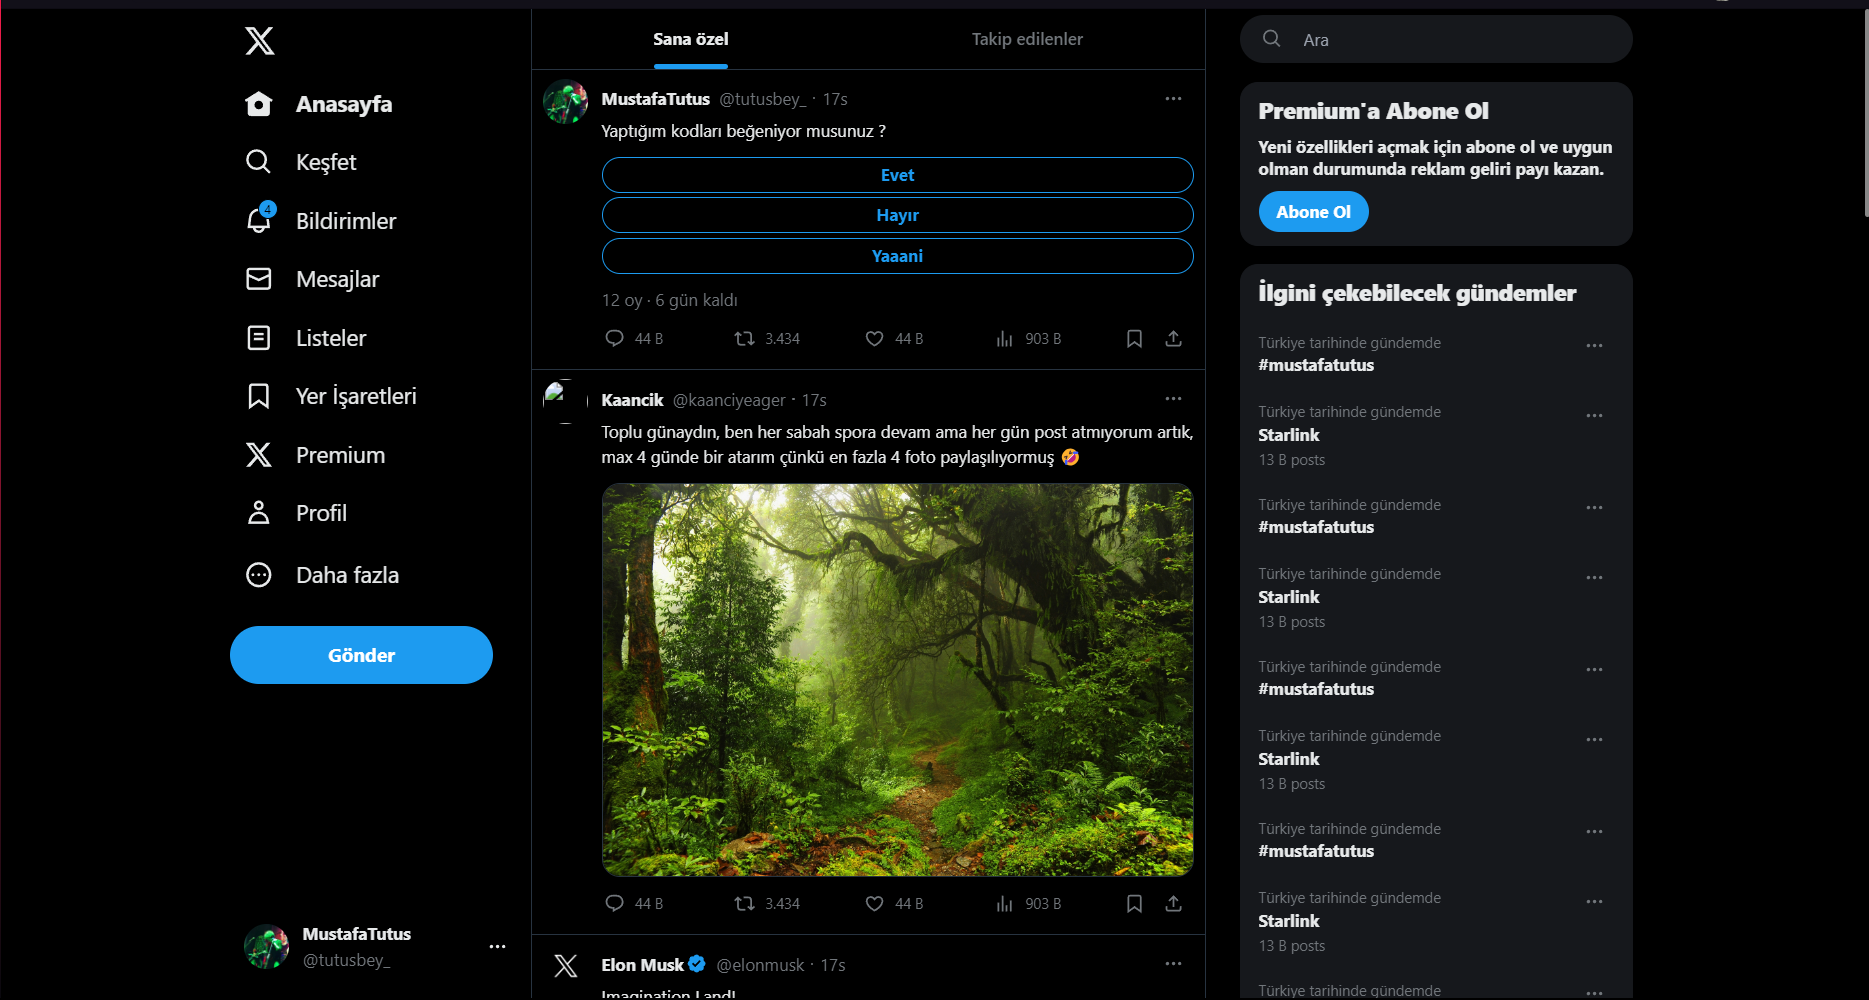 Anasayfa
Keşfet
4
Bildirimler
Mesajlar
Listeler
Yer İşaretleri
Premium
Profil
Daha fazla
Gönder
MustafaTutus
@tutusbey_
Sana özel
Takip edilenler
MustafaTutus @tutusbey_ · 17s
Yaptığım kodları beğeniyor musunuz ?
Evet
Hayır
Yaaani
12 oy · 6 gün kaldı
44 B 3.434 44 B 903 B
Kaancik @kaanciyeager · 17s
Toplu günaydın, ben her sabah spora devam ama her gün post atmıyorum artık,
max 4 günde bir atarım çünkü en fazla 4 foto paylaşılıyormuş 🤣
44 B 3.434 44 B 903 B
Elon Musk @elonmusk · 17s
Imagination Land!
Ara
Premium'a Abone Ol
Yeni özellikleri açmak için abone ol ve uygun
olman durumunda reklam geliri payı kazan.
Abone Ol
İlgini çekebilecek gündemler
Türkiye tarihinde gündemde
#mustafatutus
Türkiye tarihinde gündemde
Starlink
13 B posts
Türkiye tarihinde gündemde
#mustafatutus
Türkiye tarihinde gündemde
Starlink
13 B posts
Türkiye tarihinde gündemde
#mustafatutus
Türkiye tarihinde gündemde
Starlink
13 B posts
Türkiye tarihinde gündemde
#mustafatutus
Türkiye tarihinde gündemde
Starlink
13 B posts
Türkiye tarihinde gündemde